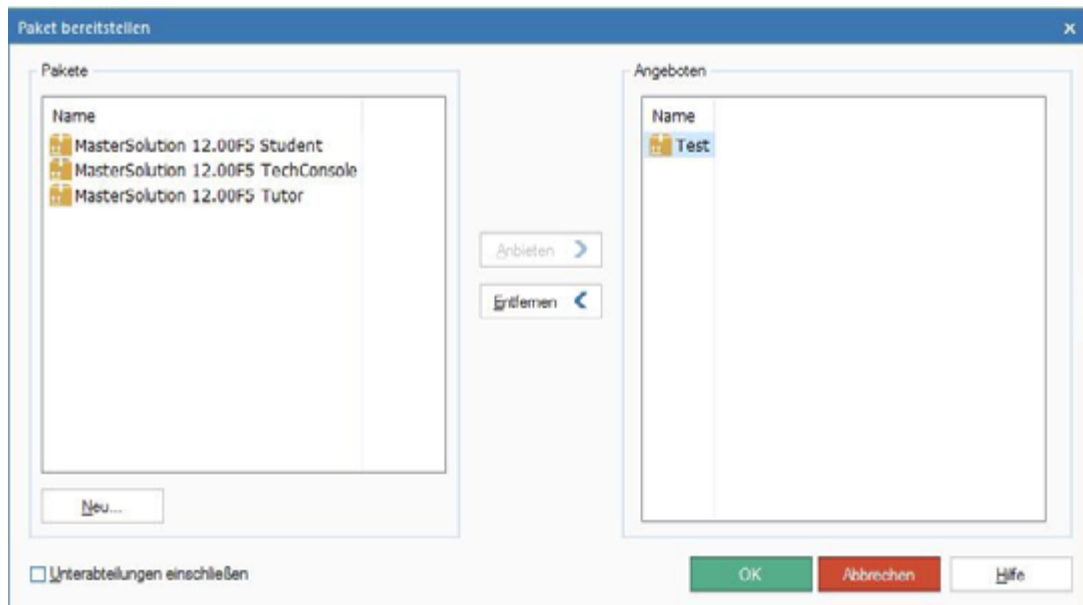 Paket bereitstellen
Pakete
Name
MasterSolution 12.00F5 Student
MasterSolution 12.00F5 TechConsole
MasterSolution 12.00F5 Tutor
Neu...
Anbieten
Entfernen
Angeboten
Name
Test
Unterabteilungen einschließen
OK
Abbrechen
Hilfe